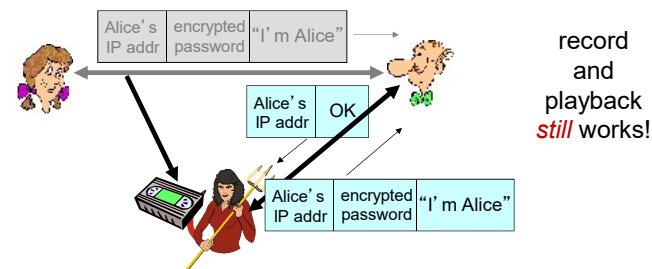 Alice's IP addr
encrypted password
"I'm Alice"
record
and
playback
still works!
Alice's IP addr
OK
Alice's IP addr
encrypted password
"I'm Alice"